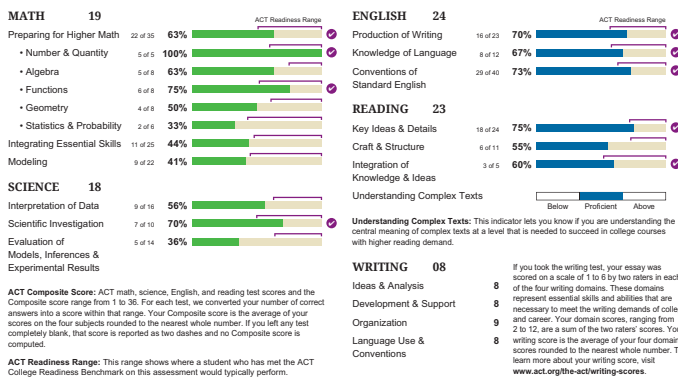 MATH 19
ACT Readiness Range
Preparing for Higher Math 22 of 35 63%
• Number & Quantity 5 of 5 100%
• Algebra 5 of 8 63%
• Functions 6 of 8 75%
• Geometry 4 of 8 50%
• Statistics & Probability 2 of 6 33%
Integrating Essential Skills 11 of 25 44%
Modeling 9 of 22 41%
SCIENCE 18
Interpretation of Data 9 of 16 56%
Scientific Investigation 7 of 10 70%
Evaluation of 5 of 14 36%
Models, Inferences &
Experimental Results
ACT Composite Score: ACT math, science, English, and reading test scores and the
Composite score range from 1 to 36. For each test, we converted your number of correct
answers into a score within that range. Your Composite score is the average of your
scores on the four subjects rounded to the nearest whole number. If you left any test
completely blank, that score is reported as two dashes and no Composite score is
computed.
ACT Readiness Range: This range shows where a student who has met the ACT
College Readiness Benchmark on this assessment would typically perform.
ENGLISH 24
ACT Readiness Range
Production of Writing 16 of 23 70%
Knowledge of Language 8 of 12 67%
Conventions of 29 of 40 73%
Standard English
READING 23
Key Ideas & Details 18 of 24 75%
Craft & Structure 6 of 11 55%
Integration of 3 of 5 60%
Knowledge & Ideas
Understanding Complex Texts
Below Proficient Above
Understanding Complex Texts: This indicator lets you know if you are understanding the
central meaning of complex texts at a level that is needed to succeed in college courses
with higher reading demand.
WRITING 08
Ideas & Analysis 8
Development & Support 8
Organization 9
Language Use & 8
Conventions
If you took the writing test, your essay was
scored on a scale of 1 to 6 by two raters in each
of the four writing domains. These domains
represent essential skills and abilities that are
necessary to meet the writing demands of colle
and career. Your domain scores, ranging from
2 to 12, are a sum of the two raters' scores. You
writing score is the average of your four domain
scores rounded to the nearest whole number. T
learn more about your writing score, visit
www.act.org/the-act/writing-scores.